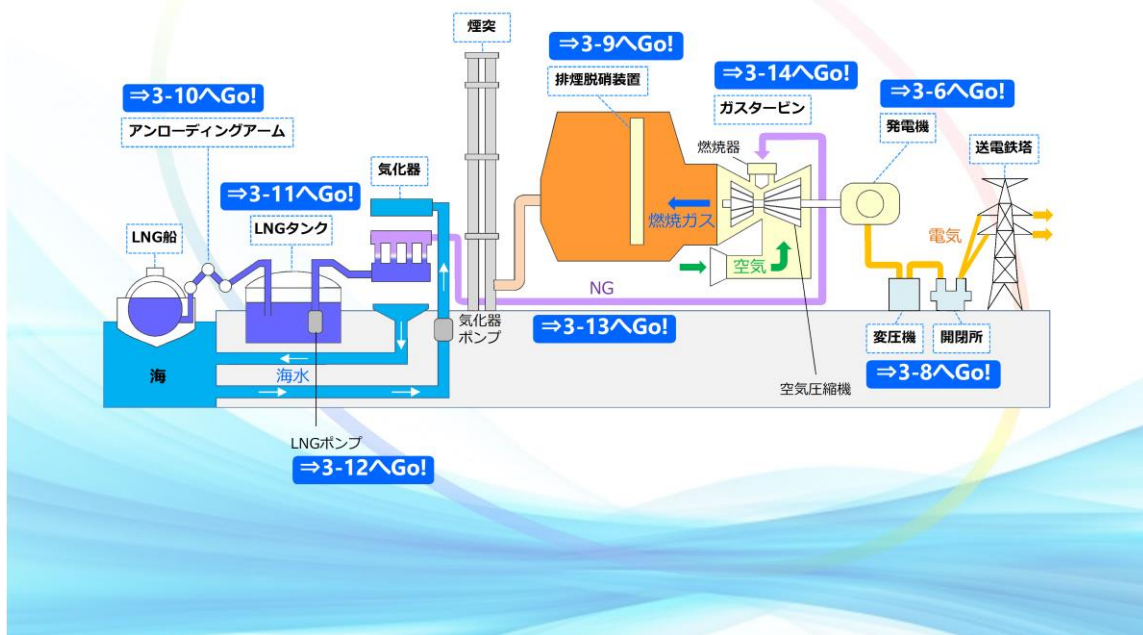 煙突
⇒3-9へGo!
排煙脱硝装置
⇒3-14へGo!
ガスタービン
⇒3-6へGo!
発電機
⇒3-10へGo!
アンローディングアーム
送電鉄塔
燃焼器
気化器
⇒3-11へGo!
LNGタンク
LNG船
燃焼ガス
電気
空気
NG
気化器
ポンプ
⇒3-13へGo!
変圧機
開閉所
⇒3-8へGo!
海
海水
空気圧縮機
LNGポンプ
⇒3-12へGo!